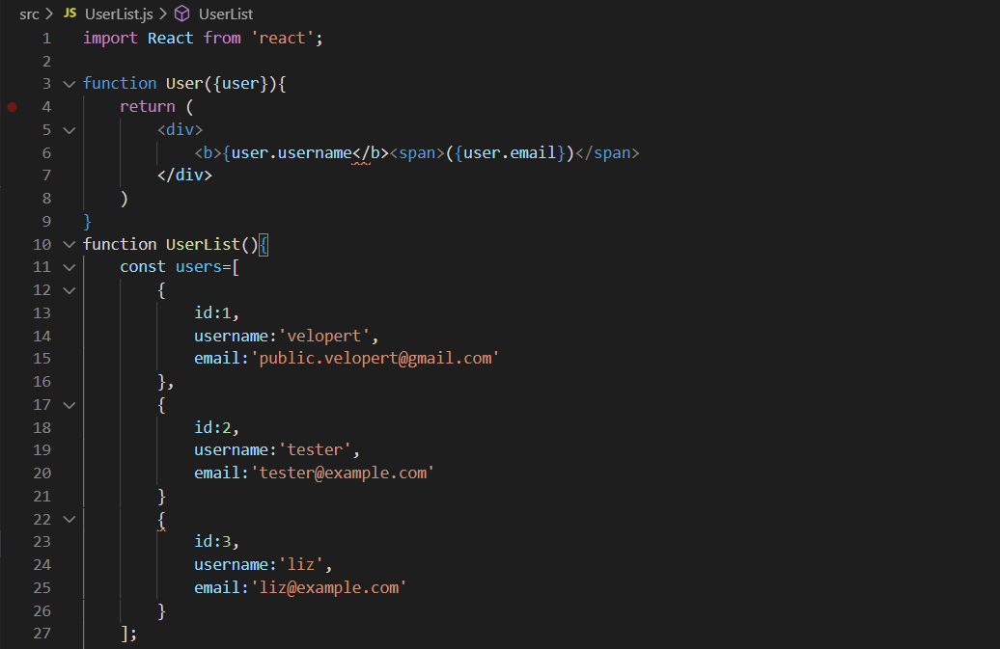 src > JS UserList.js > UserList
1 import React from 'react';
2
3 function User({user}){
4 return (
5 <div>
6 <b>{user.username</b><span>({user.email})</span>
7 </div>
8 )
9 }
10 function UserList(){
11 const users=[
12 {
13 id:1,
14 username:'velopert',
15 email:'public.velopert@gmail.com'
16 },
17 {
18 id:2,
19 username:'tester',
20 email:'tester@example.com'
21 }
22 {
23 id:3,
24 username:'liz',
25 email:'liz@example.com'
26 }
27 ];